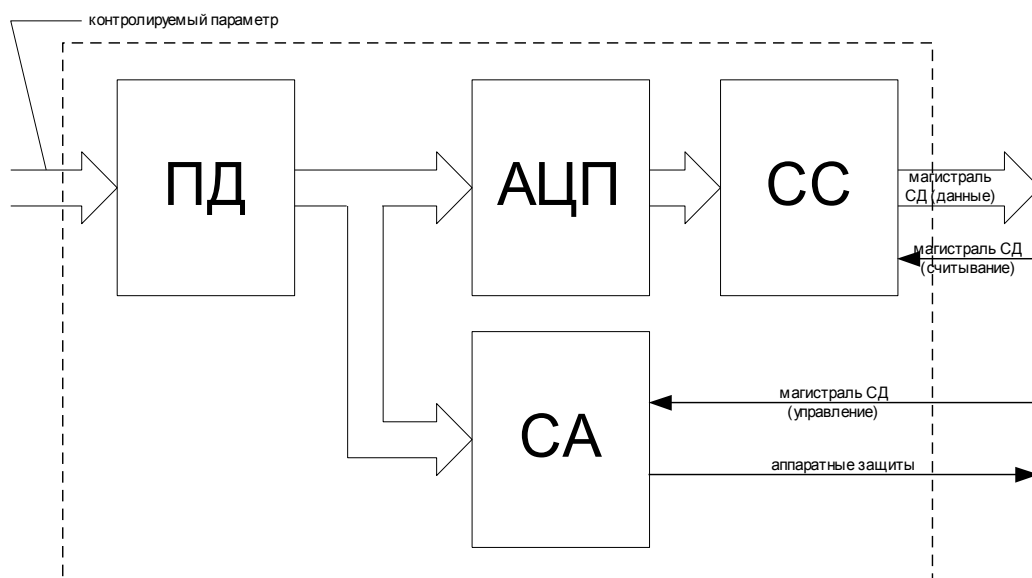 контролируемый параметр
ПД
АЦП
СС
магистраль
СД (данные)
магистраль СД
(считывание)
СА
магистраль СД
(управление)
аппаратные защиты